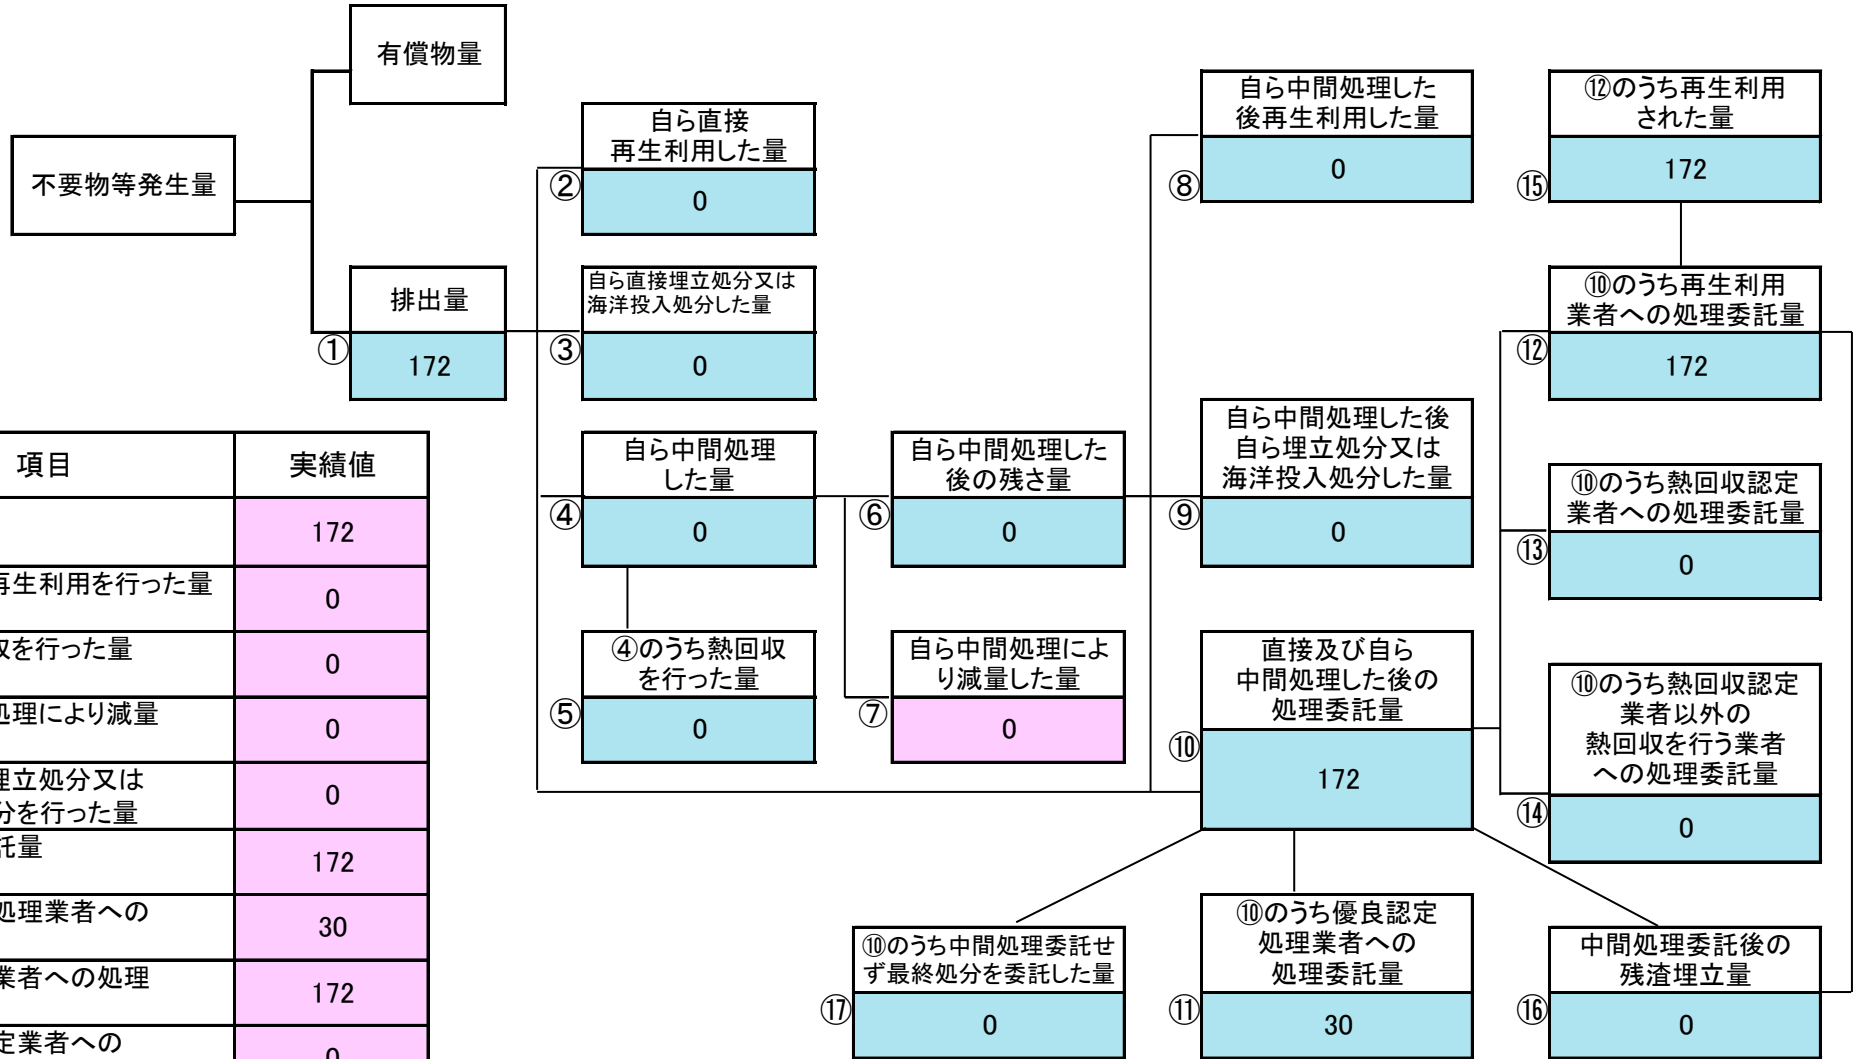 有償物量
不要物等発生量
排出量
①
172
自ら直接
再生利用した量
②
0
自ら直接埋立処分又は
海洋投入処分した量
③
0
自ら中間処理
した量
④
0
④のうち熱回収
を行った量
⑤
0
自ら中間処理した
後の残さ量
⑥
0
自ら中間処理によ
り減量した量
⑦
0
自ら中間処理した
後再生利用した量
⑧
0
自ら中間処理した後
自ら埋立処分又は
海洋投入処分した量
⑨
0
直接及び自ら
中間処理した後の
処理委託量
⑩
172
⑫のうち再生利用
された量
⑮
172
⑩のうち再生利用
業者への処理委託量
⑫
172
⑩のうち熱回収認定
業者への処理委託量
⑬
0
⑩のうち熱回収認定
業者以外の
熱回収を行う業者
への処理委託量
⑭
0
⑩のうち中間処理委託せ
ず最終処分を委託した量
⑰
0
⑩のうち優良認定
処理業者への
処理委託量
⑪
30
中間処理委託後の
残渣埋立量
⑯
0
項目 実績値
172
再生利用を行った量 0
を行った量 0
処理により減量 0
埋立処分又は
分を行った量 0
託量 172
処理業者への 30
業者への処理 172
定業者への 0